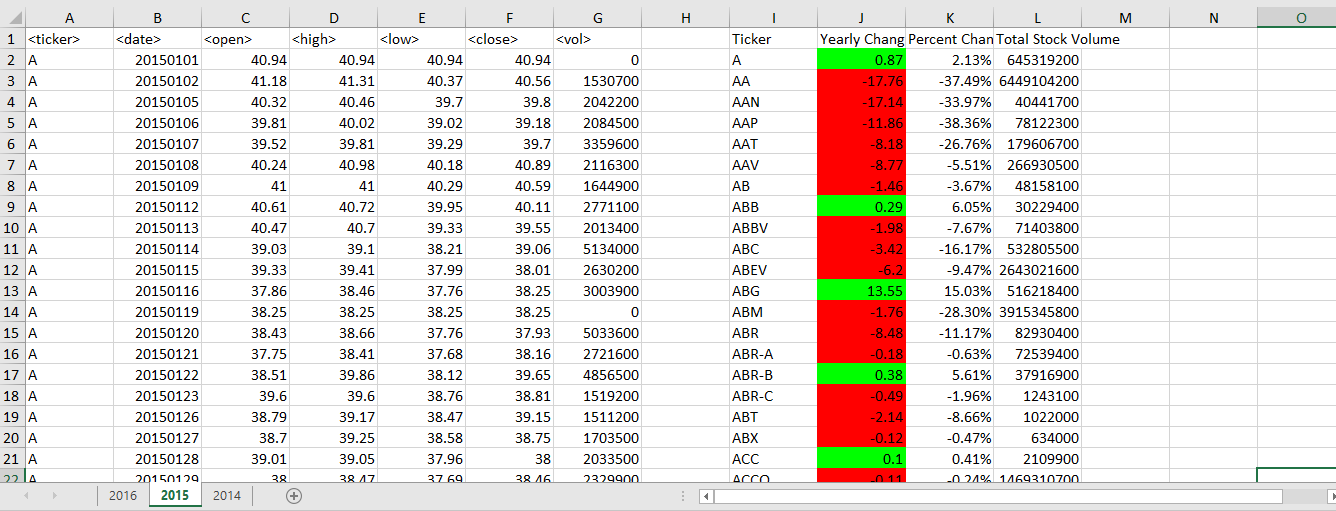 A B C D E F G H I J K L M N O
1 <ticker> <date> <open> <high> <low> <close> <vol> Ticker Yearly Chang Percent Chan Total Stock Volume
2 A 20150101 40.94 40.94 40.94 40.94 0 A 0.87 2.13% 645319200
3 A 20150102 41.18 41.31 40.37 40.56 1530700 AA -17.76 -37.49% 6449104200
4 A 20150105 40.32 40.46 39.7 39.8 2042200 AAN -17.14 -33.97% 40441700
5 A 20150106 39.81 40.02 39.02 39.18 2084500 AAP -11.86 -38.36% 78122300
6 A 20150107 39.52 39.81 39.29 39.7 3359600 AAT -8.18 -26.76% 179606700
7 A 20150108 40.24 40.98 40.18 40.89 2116300 AAV -8.77 -5.51% 266930500
8 A 20150109 41 41 40.29 40.59 1644900 AB -1.46 -3.67% 48158100
9 A 20150112 40.61 40.72 39.95 40.11 2771100 ABB 0.29 6.05% 30229400
10 A 20150113 40.47 40.7 39.33 39.55 2013400 ABBV -1.98 -7.67% 71403800
11 A 20150114 39.03 39.1 38.21 39.06 5134000 ABC -3.42 -16.17% 532805500
12 A 20150115 39.33 39.41 37.99 38.01 2630200 ABEV -6.2 -9.47% 2643021600
13 A 20150116 37.86 38.46 37.76 38.25 3003900 ABG 13.55 15.03% 516218400
14 A 20150119 38.25 38.25 38.25 38.25 0 ABM -1.76 -28.30% 3915345800
15 A 20150120 38.43 38.66 37.76 37.93 5033600 ABR -8.48 -11.17% 82930400
16 A 20150121 37.75 38.41 37.68 38.16 2721600 ABR-A -0.18 -0.63% 72539400
17 A 20150122 38.51 39.86 38.12 39.65 4856500 ABR-B 0.38 5.61% 37916900
18 A 20150123 39.6 39.6 38.76 38.81 1519200 ABR-C -0.49 -1.96% 1243100
19 A 20150126 38.79 39.17 38.47 39.15 1511200 ABT -2.14 -8.66% 1022000
20 A 20150127 38.7 39.25 38.58 38.75 1703500 ABX -0.12 -0.47% 634000
21 A 20150128 39.01 39.05 37.96 38 2033500 ACC 0.1 0.41% 2109900
22 A 20150129 38 38.47 37.69 38.46 2329900 ACCO -0.11 -0.24% 1469310700
2016 2015 2014